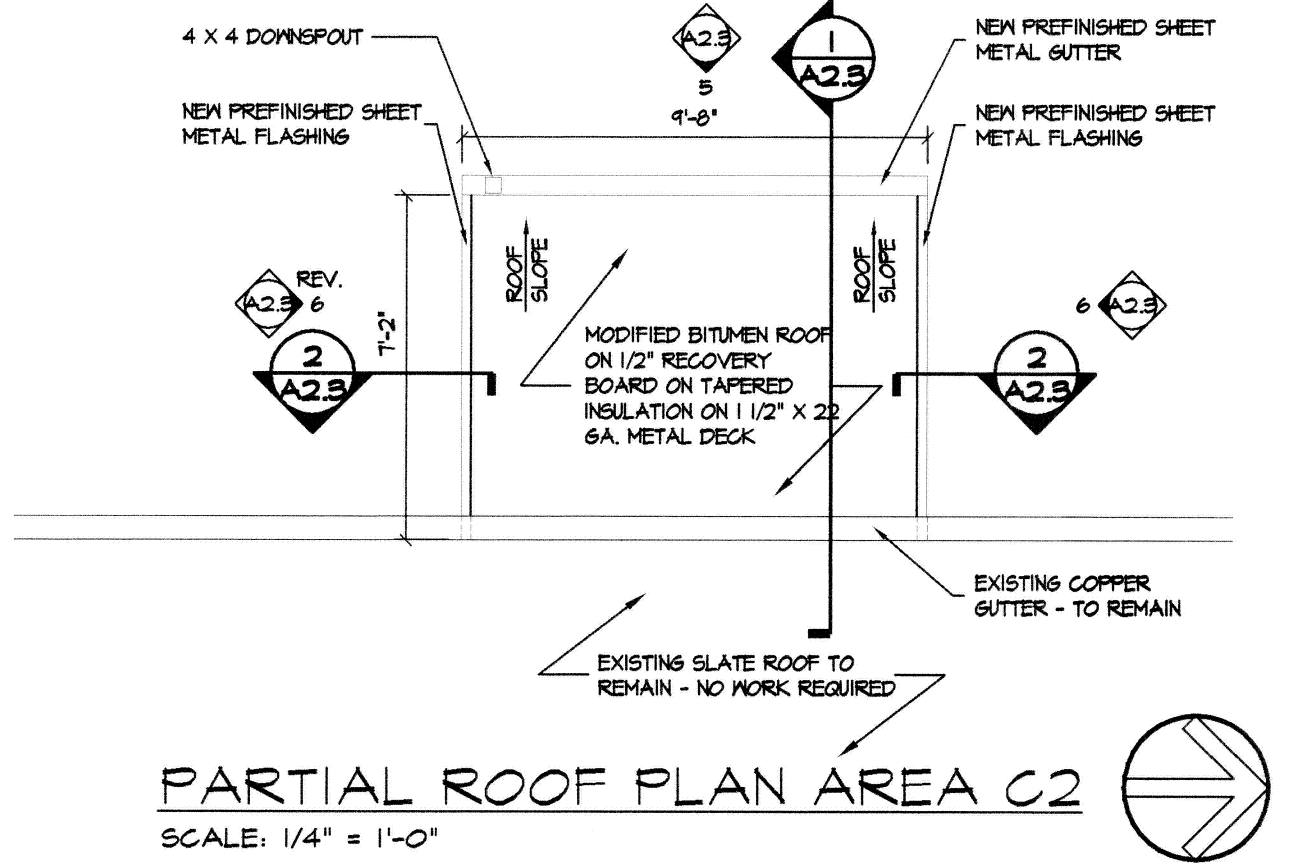 4 X 4 DOWNSPOUT
A2.3
5
1
A2.3
NEW PREFINISHED SHEET
METAL GUTTER
NEW PREFINISHED SHEET
METAL FLASHING
9'-8"
NEW PREFINISHED SHEET
METAL FLASHING
ROOF
SLOPE
ROOF
SLOPE
A2.3
REV.
6
7'-2"
6
A2.3
2
A2.3
MODIFIED BITUMEN ROOF
ON 1/2" RECOVERY
BOARD ON TAPERED
INSULATION ON 1 1/2" X 22
GA. METAL DECK
2
A2.3
EXISTING COPPER
GUTTER - TO REMAIN
EXISTING SLATE ROOF TO
REMAIN - NO WORK REQUIRED
PARTIAL ROOF PLAN AREA C2
SCALE: 1/4" = 1'-0"